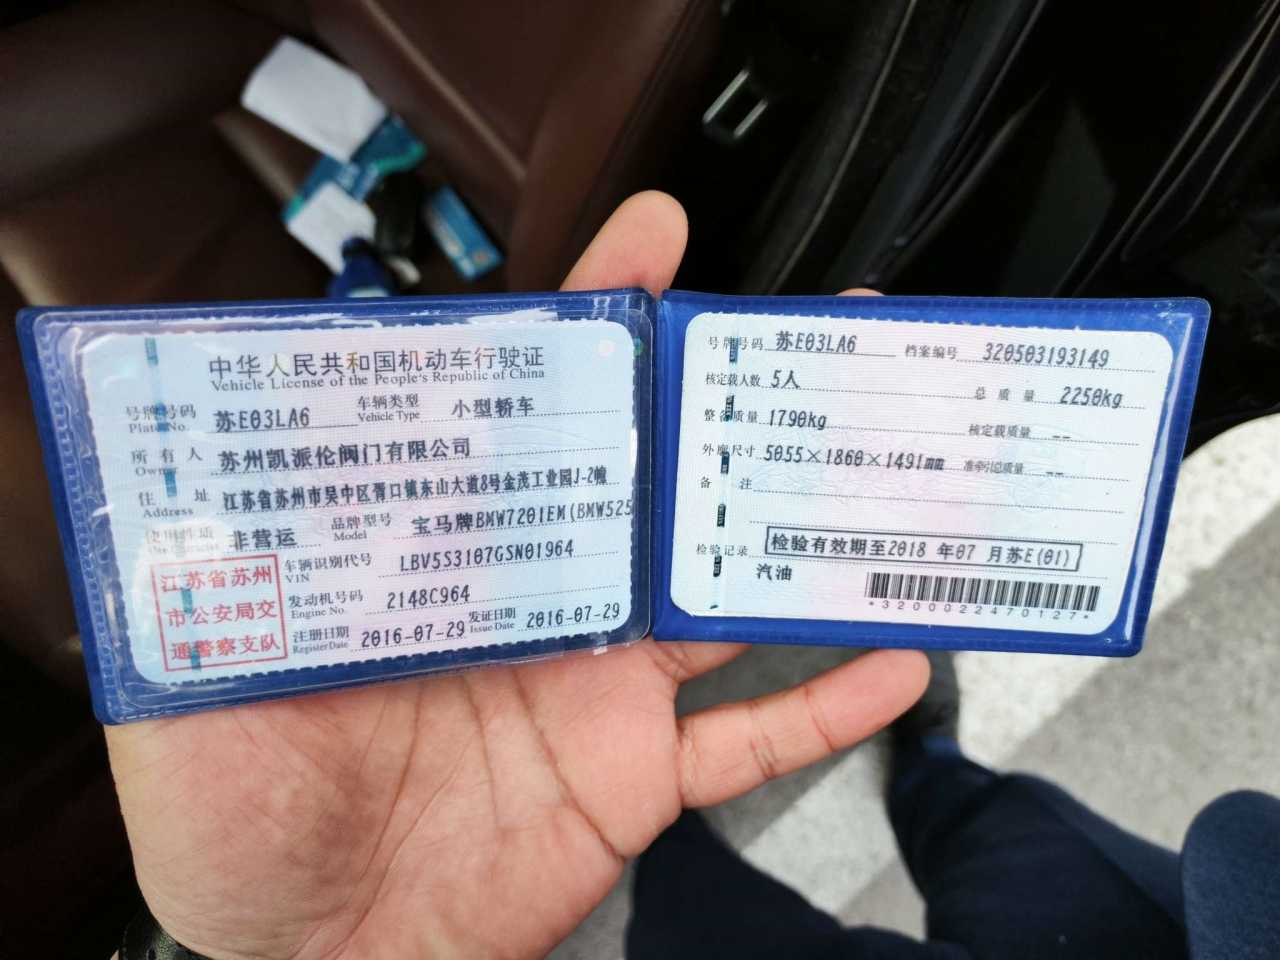 中华人民共和国机动车行驶证
Vehicle License of the People's Republic of China
号牌号码 苏E03LA6 车辆类型 小型轿车
Plate No. Vehicle Type
所有人 苏州凯派伦阀门有限公司
Owner
住址 江苏省苏州市吴中区胥口镇东山大道8号金茂工业园J-2幢
Address
使用性质 非营运 品牌型号 宝马牌BMW7201EM(BMW525
Use Character Model
江苏省苏州
市公安局交
通警察支队
车辆识别代号 LBV5S3107GSN01964
VIN
发动机号码 2148C964
Engine No.
注册日期 2016-07-29 发证日期 2016-07-29
Register Date Issue Date
号牌号码 苏E03LA6 档案编号 320503193149
核定载人数 5人 总质量 2250kg
整备质量 1790kg 核定载质量 --
外廓尺寸 5055×1860×1491mm 准牵引总质量 --
备注
检验记录 检验有效期至2018 年07 月苏E(01)
汽油
*3200022470127*